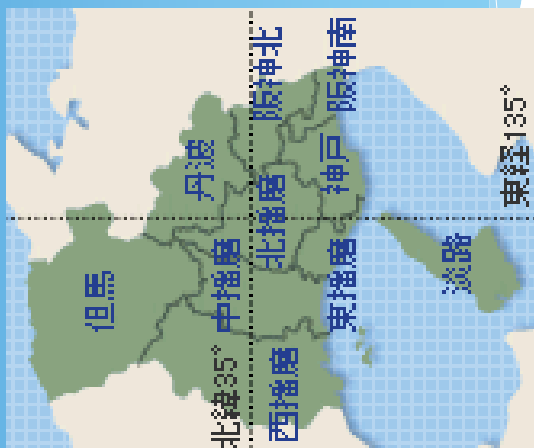 阪神北
阪神南
丹波
神戸
北播磨
東経135°
但馬
中播磨
東播磨
淡路
北緯35°
西播磨